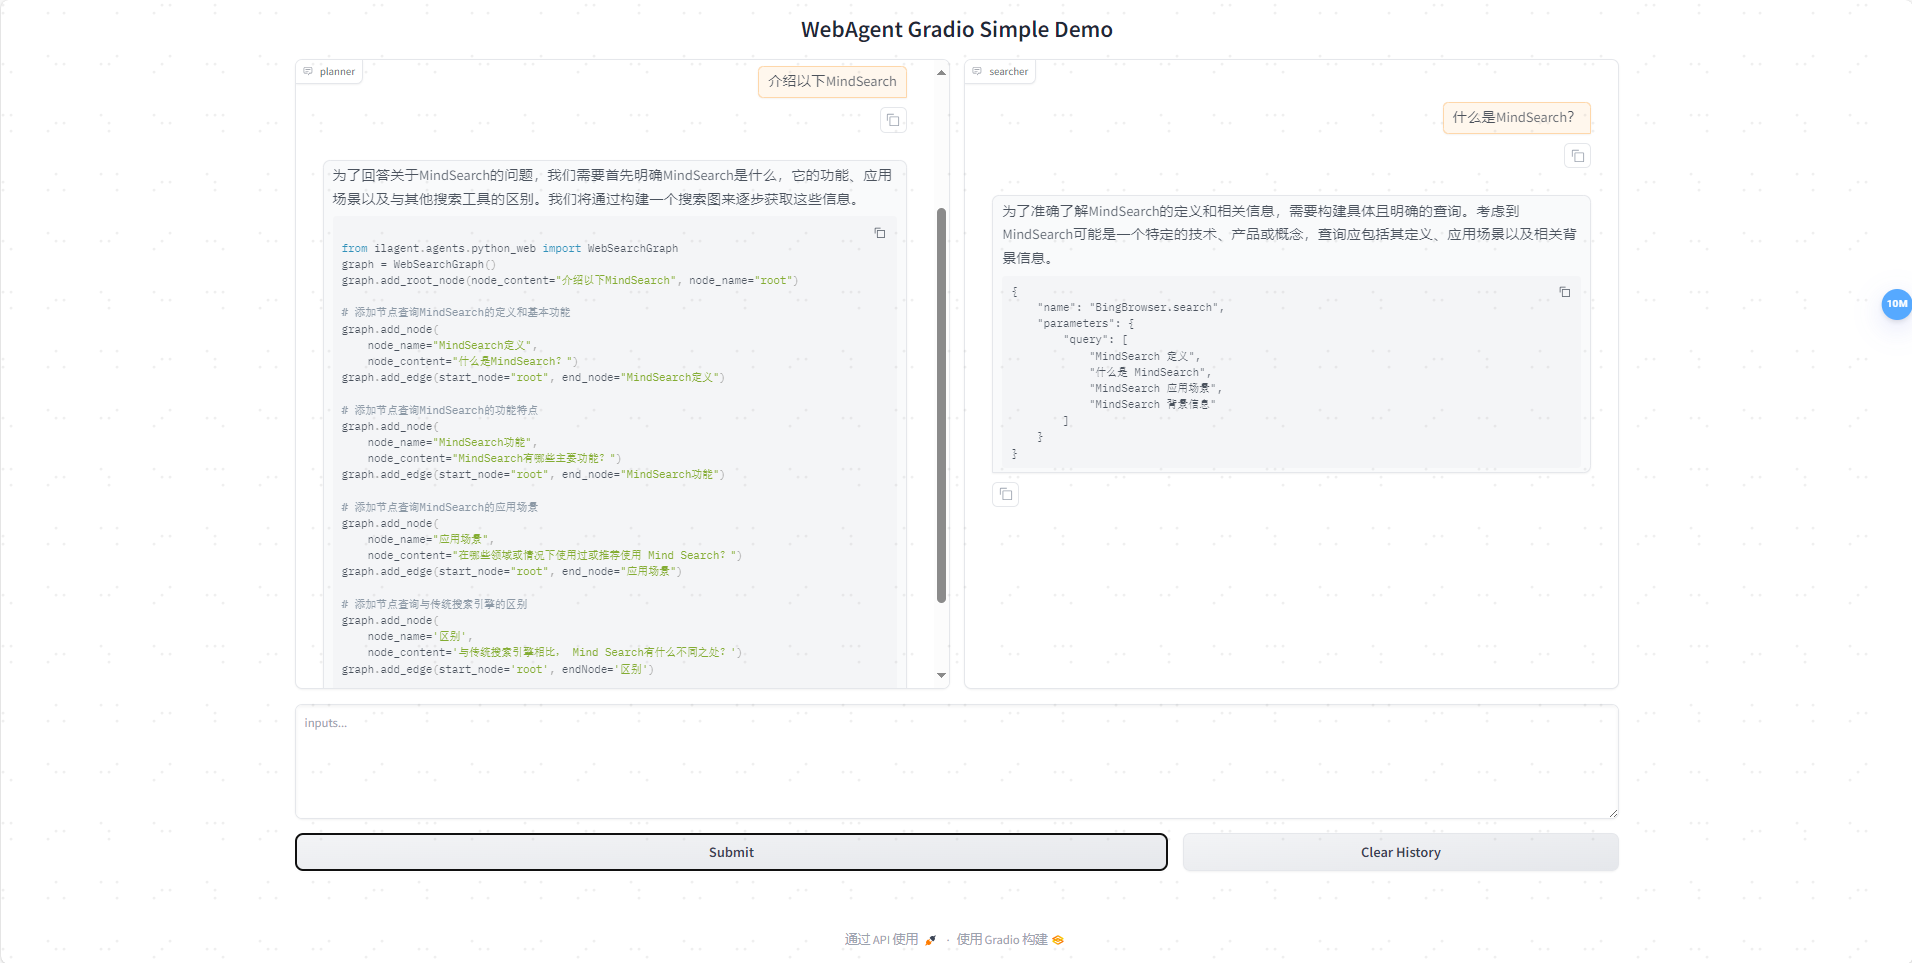 WebAgent Gradio Simple Demo
planner
介绍以下MindSearch
为了回答关于MindSearch的问题，我们需要首先明确MindSearch是什么，它的功能、应用
场景以及与其他搜索工具的区别。我们将通过构建一个搜索图来逐步获取这些信息。
from ilagent.agents.python_web import WebSearchGraph
graph = WebSearchGraph()
graph.add_root_node(node_content="介绍以下MindSearch", node_name="root")
# 添加节点查询MindSearch的定义和基本功能
graph.add_node(
node_name="MindSearch定义",
node_content="什么是MindSearch？")
graph.add_edge(start_node="root", end_node="MindSearch定义")
# 添加节点查询MindSearch的功能特点
graph.add_node(
node_name="MindSearch功能",
node_content="MindSearch有哪些主要功能？")
graph.add_edge(start_node="root", end_node="MindSearch功能")
# 添加节点查询MindSearch的应用场景
graph.add_node(
node_name="应用场景",
node_content="在哪些领域或情况下使用过或推荐使用 Mind Search？")
graph.add_edge(start_node="root", end_node="应用场景")
# 添加节点查询与传统搜索引擎的区别
graph.add_node(
node_name='区别',
node_content='与传统搜索引擎相比， Mind Search有什么不同之处？')
graph.add_edge(start_node='root', endNode='区别')
searcher
什么是MindSearch？
为了准确了解MindSearch的定义和相关信息，需要构建具体且明确的查询。考虑到
MindSearch可能是一个特定的技术、产品或概念，查询应包括其定义、应用场景以及相关背
景信息。
{
"name": "BingBrowser.search",
"parameters": {
"query": [
"MindSearch 定义",
"什么是 MindSearch",
"MindSearch 应用场景",
"MindSearch 背景信息"
]
}
}
10M
inputs...
Submit
Clear History
通过 API 使用 · 使用 Gradio 构建